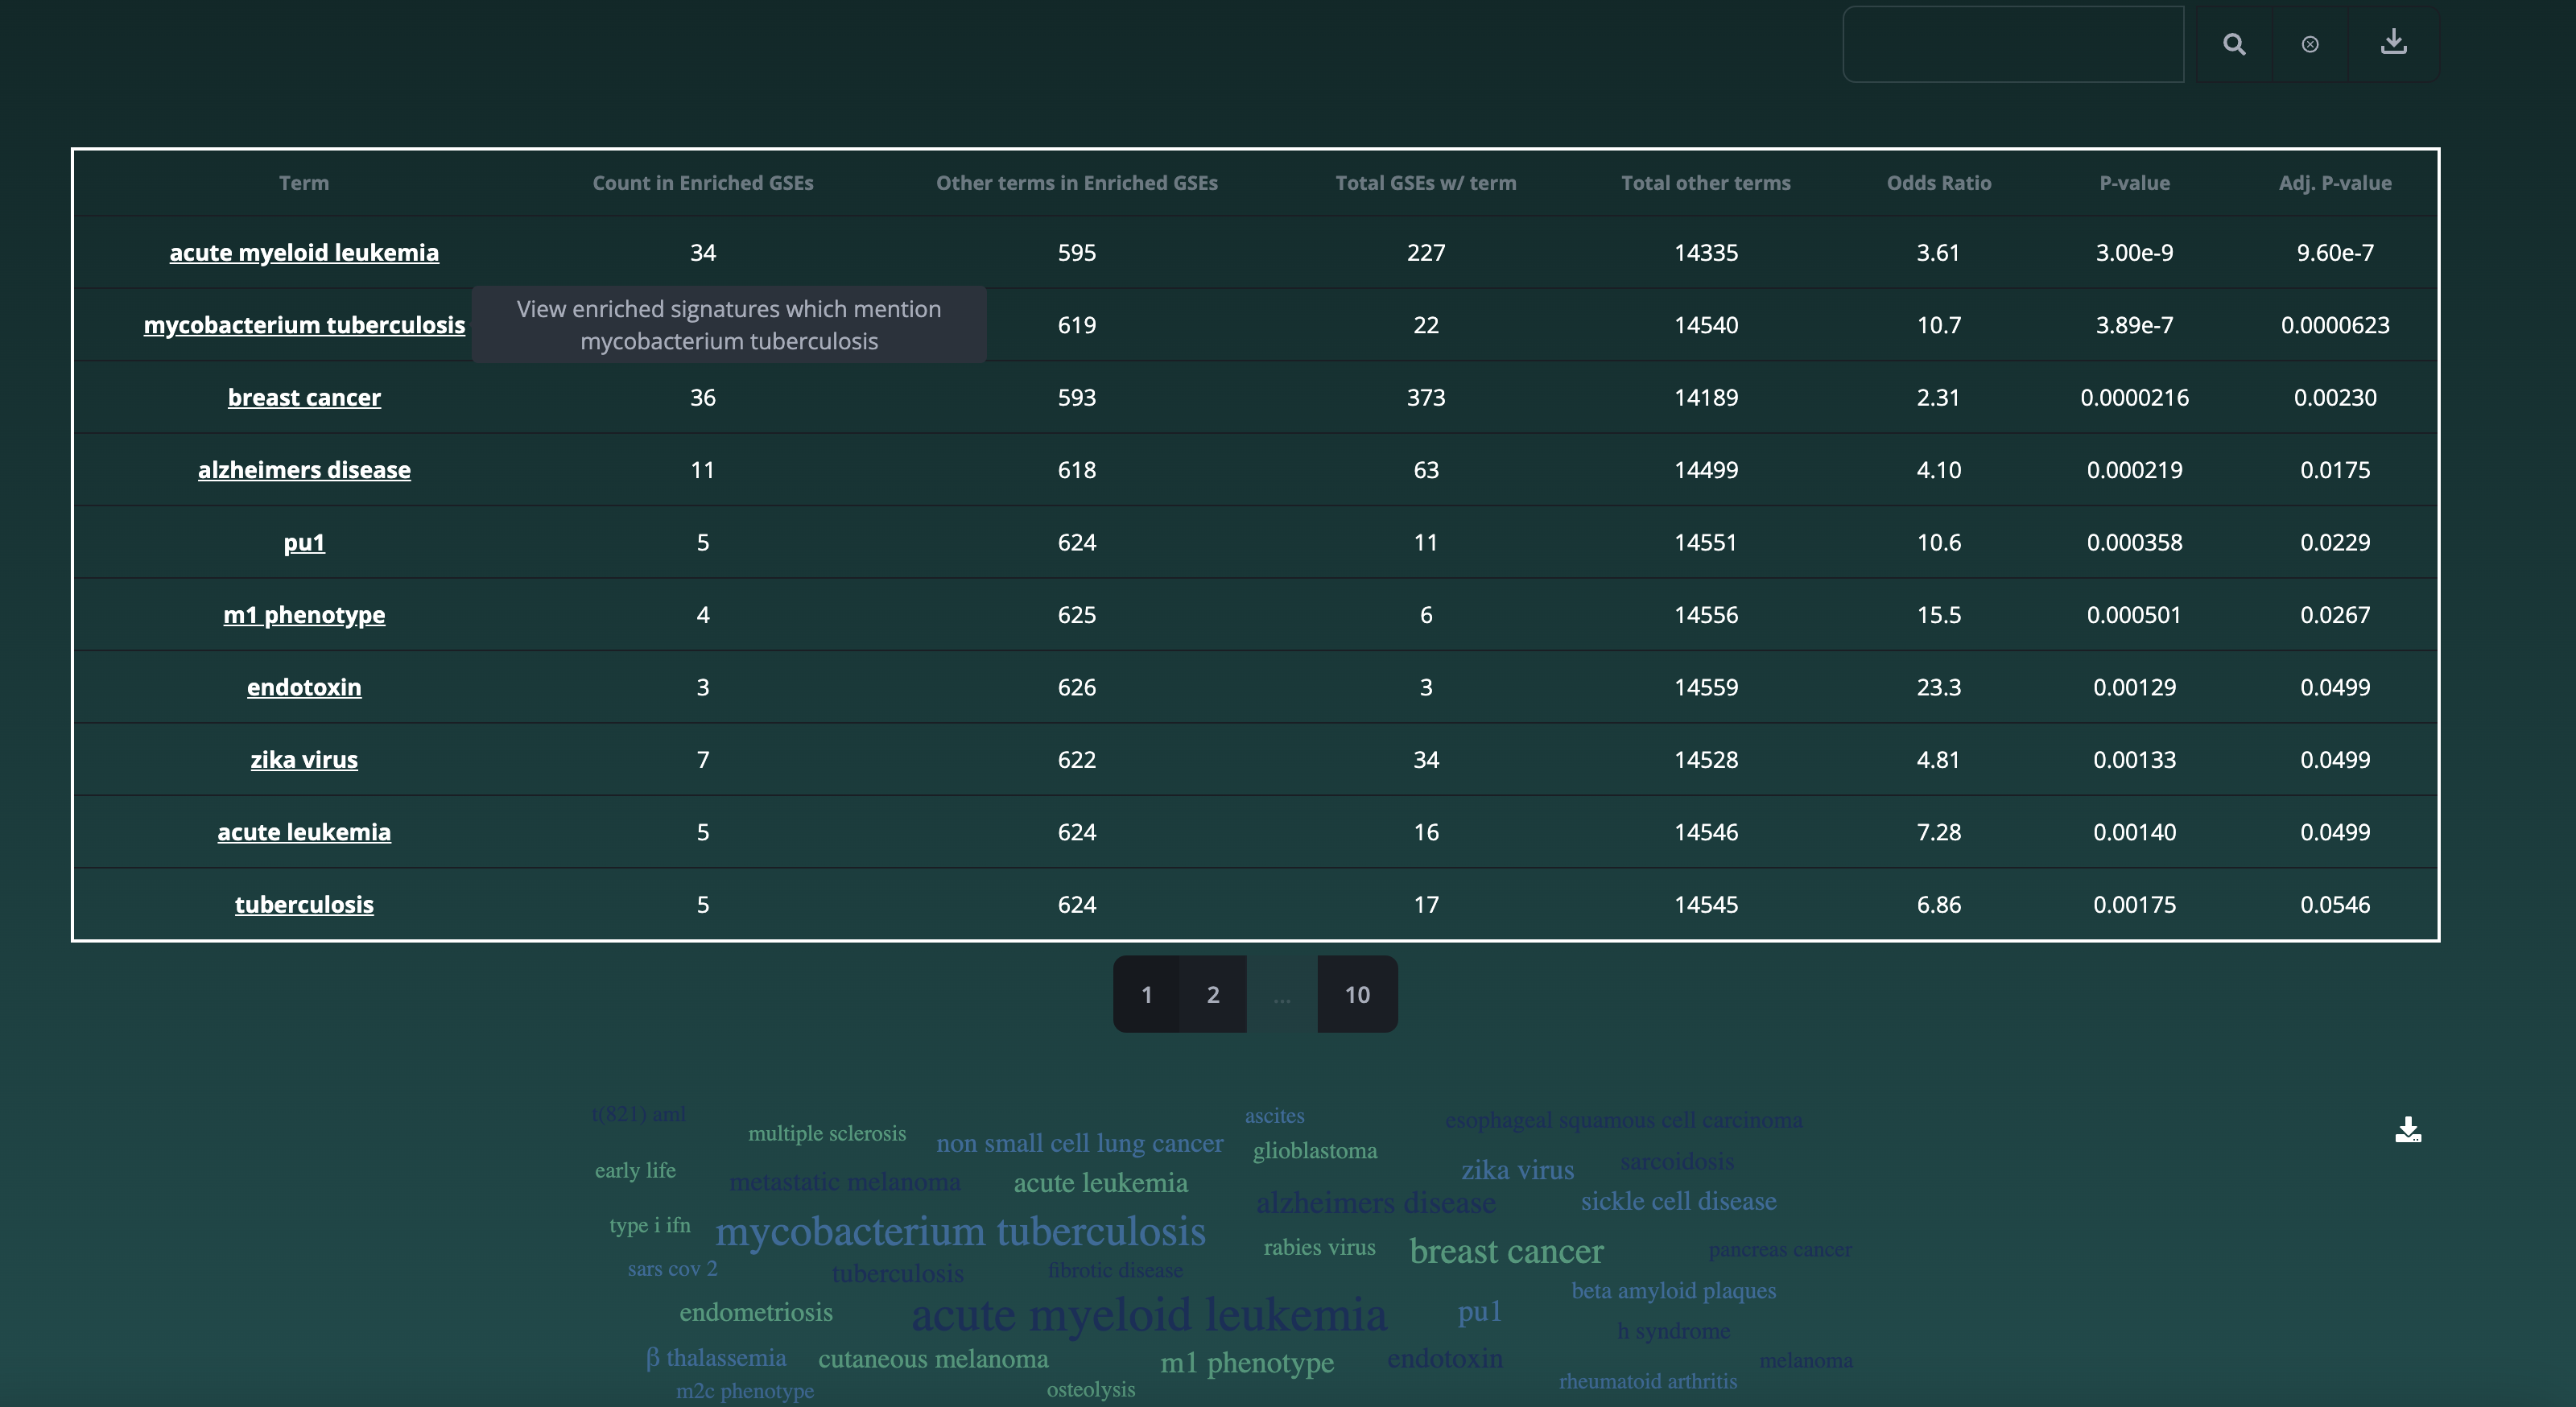 Term Count in Enriched GSEs Other terms in Enriched GSEs Total GSEs w/ term Total other terms Odds Ratio P-value Adj. P-value
acute myeloid leukemia 34 595 227 14335 3.61 3.00e-9 9.60e-7
View enriched signatures which mention
mycobacterium tuberculosis 619 22 14540 10.7 3.89e-7 0.0000623
mycobacterium tuberculosis
breast cancer 36 593 373 14189 2.31 0.0000216 0.00230
alzheimers disease 11 618 63 14499 4.10 0.000219 0.0175
pu1 5 624 11 14551 10.6 0.000358 0.0229
m1 phenotype 4 625 6 14556 15.5 0.000501 0.0267
endotoxin 3 626 3 14559 23.3 0.00129 0.0499
zika virus 7 622 34 14528 4.81 0.00133 0.0499
acute leukemia 5 624 16 14546 7.28 0.00140 0.0499
tuberculosis 5 624 17 14545 6.86 0.00175 0.0546
1 2 ... 10
t(821) aml
ascites
esophageal squamous cell carcinoma
multiple sclerosis
non small cell lung cancer
glioblastoma
early life
zika virus
sarcoidosis
metastatic melanoma
acute leukemia
alzheimers disease
sickle cell disease
type i ifn
mycobacterium tuberculosis
rabies virus
breast cancer
pancreas cancer
sars cov 2
tuberculosis
fibrotic disease
beta amyloid plaques
endometriosis
acute myeloid leukemia
pu1
h syndrome
β thalassemia
cutaneous melanoma
m1 phenotype
endotoxin
melanoma
m2c phenotype
osteolysis
rheumatoid arthritis